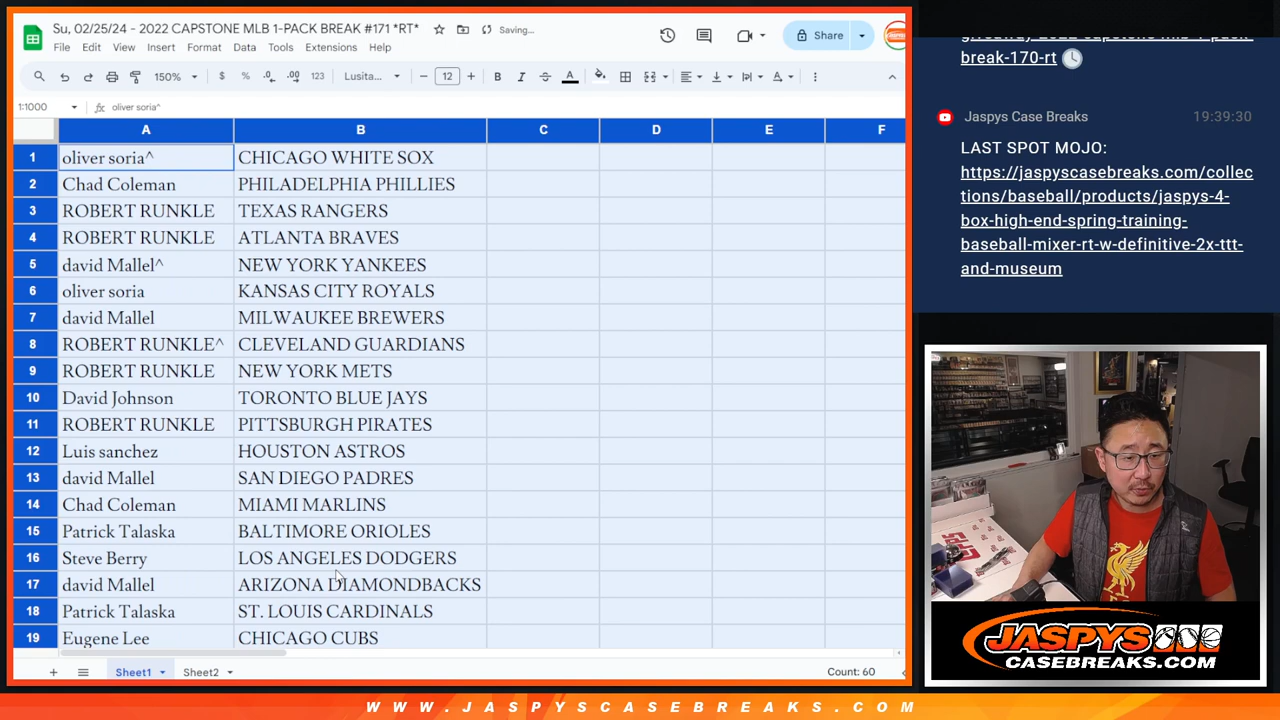 Su, 02/25/24 - 2022 CAPSTONE MLB 1-PACK BREAK #171 *RT*
Saving...
File Edit View Insert Format Data Tools Extensions Help
Share
150% $ % .0 .00 123 Lusita... 12 B I A
1:1000 fx oliver soria^
A B C D E F
1 oliver soria^ CHICAGO WHITE SOX
2 Chad Coleman PHILADELPHIA PHILLIES
3 ROBERT RUNKLE TEXAS RANGERS
4 ROBERT RUNKLE ATLANTA BRAVES
5 david Mallel^ NEW YORK YANKEES
6 oliver soria KANSAS CITY ROYALS
7 david Mallel MILWAUKEE BREWERS
8 ROBERT RUNKLE^ CLEVELAND GUARDIANS
9 ROBERT RUNKLE NEW YORK METS
10 David Johnson TORONTO BLUE JAYS
11 ROBERT RUNKLE PITTSBURGH PIRATES
12 Luis sanchez HOUSTON ASTROS
13 david Mallel SAN DIEGO PADRES
14 Chad Coleman MIAMI MARLINS
15 Patrick Talaska BALTIMORE ORIOLES
16 Steve Berry LOS ANGELES DODGERS
17 david Mallel ARIZONA DIAMONDBACKS
18 Patrick Talaska ST. LOUIS CARDINALS
19 Eugene Lee CHICAGO CUBS
Sheet1 Sheet2 Count: 60
break-170-rt
Jaspys Case Breaks 19:39:30
LAST SPOT MOJO:
https://jaspyscasebreaks.com/collec
tions/baseball/products/jaspys-4-
box-high-end-spring-training-
baseball-mixer-rt-w-definitive-2x-ttt-
and-museum
JASPYS
CASEBREAKS.COM
WWW.JASPYSCASEBREAKS.COM